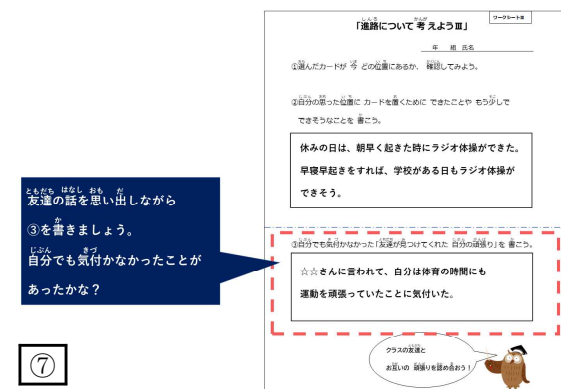 ワークシートⅢ
「進路について考えようⅢ」
年 組 氏名
①選んだカードが 今 どの位置にあるか、確認してみよう。
②自分の思った位置に カードを置くために できたことや もう少しで
できそうなことを 書こう。
休みの日は、朝早く起きた時にラジオ体操ができた。
早寝早起きをすれば、学校がある日もラジオ体操が
できそう。
友達の話を思い出しながら
③を書きましょう。
自分でも気付かなかったことが
あったかな？
③自分でも気付かなかった「友達が見つけてくれた 自分の頑張り」を 書こう。
☆☆さんに言われて、自分は体育の時間にも
運動を頑張っていたことに気付いた。
クラスの友達と
お互いの 頑張りを認め合おう！
⑦